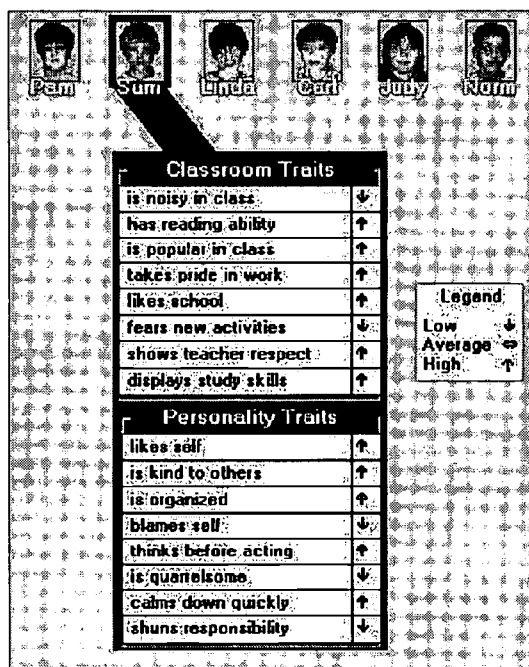 Pam Sum Linda Carl Judy Norm
Classroom Traits
is noisy in class ↓
has reading ability ↑
is popular in class ↑
takes pride in work ↑
likes school ↑
fears new activities ↓
shows teacher respect ↑
displays study skills ↑
Legend
Low ↓
Average ⇔
High ↑
Personality Traits
likes self ↑
is kind to others ↑
is organized ↑
blames self ↓
thinks before acting ↑
is quarrelsome ↓
calms down quickly ↑
shuns responsibility ↓